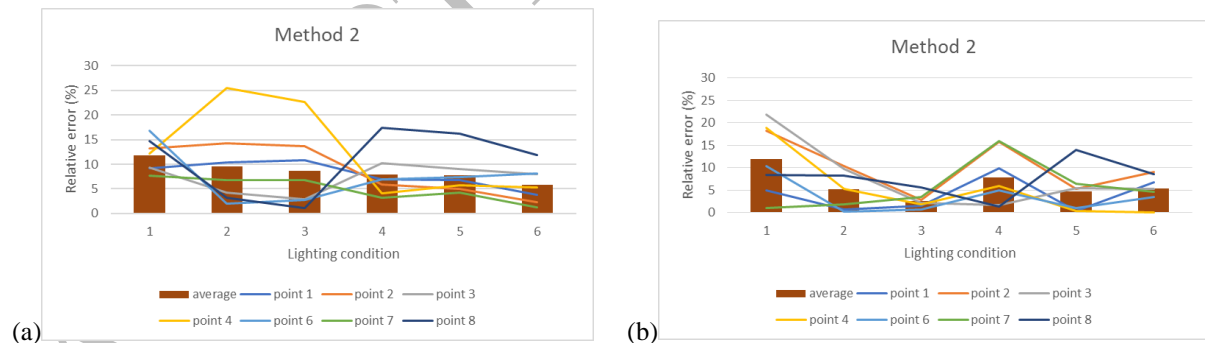 Method 2
30
25
20
15
10
5
0
Relative error (%)
1 2 3 4 5 6
Lighting condition
average point 1 point 2 point 3
point 4 point 6 point 7 point 8
(a)
Method 2
30
25
20
15
10
5
0
Relative error (%)
1 2 3 4 5 6
Lighting condition
average point 1 point 2 point 3
point 4 point 6 point 7 point 8
(b)